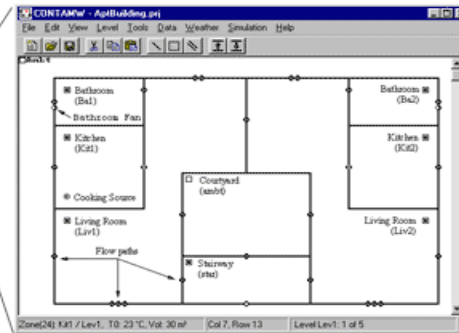 CONTAMW - AptBuilding.prj
File Edit View Level Tools Data Weather Simulation Help
Ambt
Bathroom
(Ba1)
Bathroom Fan
Kitchen
(Kit1)
Cooking Source
Living Room
(Liv1)
Flow paths
Courtyard
(ambt)
Stairway
(star)
Bathroom
(Ba2)
Kitchen
(Kit2)
Living Room
(Liv2)
Zone(24): Kit1 / Lev1, T0: 23 °C, Vol: 30 m³ Col 7, Row 13 Level Lev1: 1 of 5